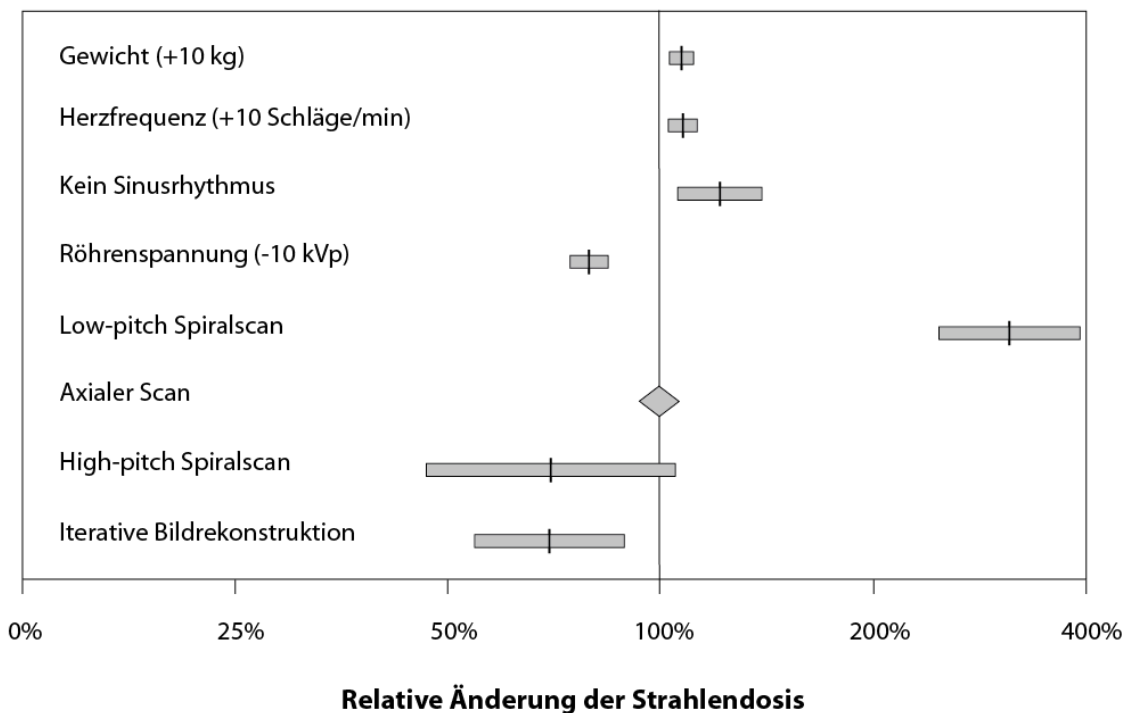 Gewicht (+10 kg)
Herzfrequenz (+10 Schläge/min)
Kein Sinusrhythmus
Röhrenspannung (-10 kVp)
Low-pitch Spiralscan
Axialer Scan
High-pitch Spiralscan
Iterative Bildrekonstruktion
0% 25% 50% 100% 200% 400%
Relative Änderung der Strahlendosis